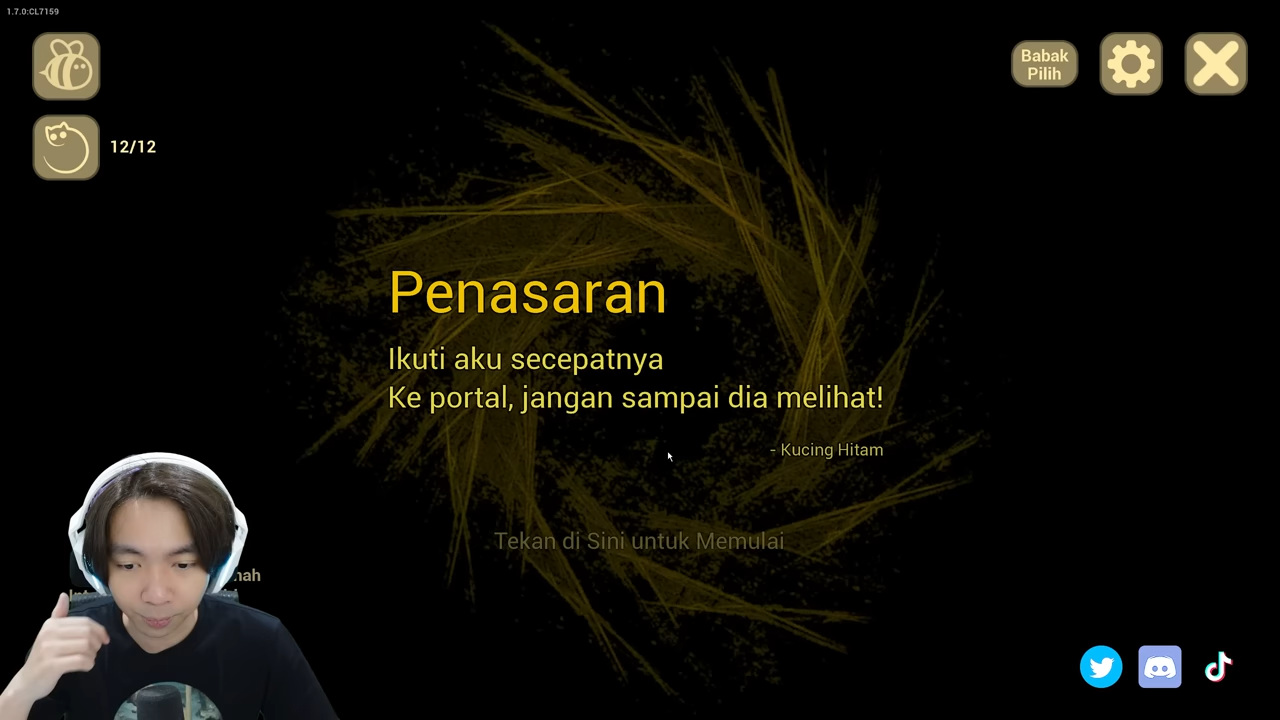 1.7.0:CL7159
Babak
Pilih
12/12
Penasaran
Ikuti aku secepatnya
Ke portal, jangan sampai dia melihat!
- Kucing Hitam
Tekan di Sini untuk Memulai